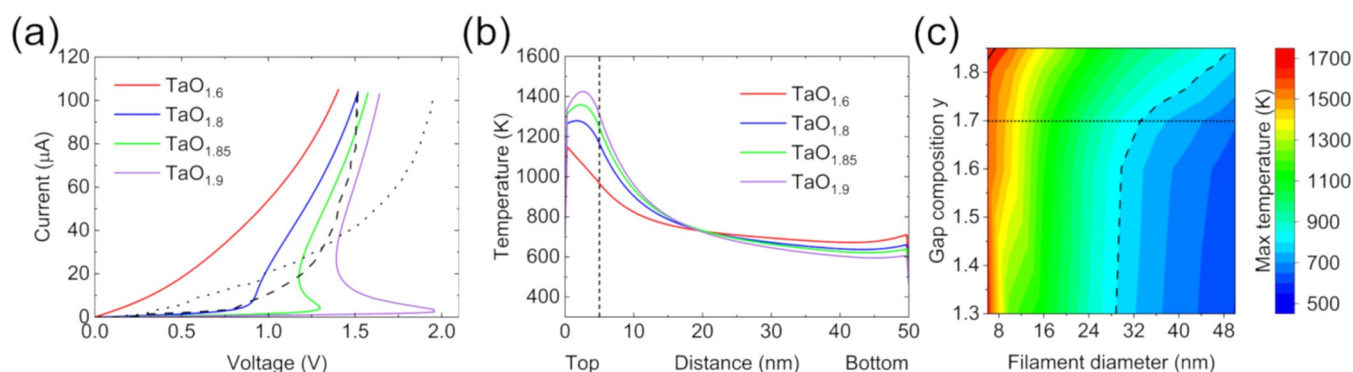 (a)
120
100
80
60
40
20
0
Current (μA)
TaO1.6
TaO1.8
TaO1.85
TaO1.9
0.0 0.5 1.0 1.5 2.0
Voltage (V)
(b)
1600
1400
1200
1000
800
600
400
Temperature (K)
TaO1.6
TaO1.8
TaO1.85
TaO1.9
0 10 20 30 40 50
Top Distance (nm) Bottom
(c)
1.8
1.7
1.6
1.5
1.4
1.3
Gap composition y
8 16 24 32 40 48
Filament diameter (nm)
1700
1500
1300
1100
900
700
500
Max temperature (K)